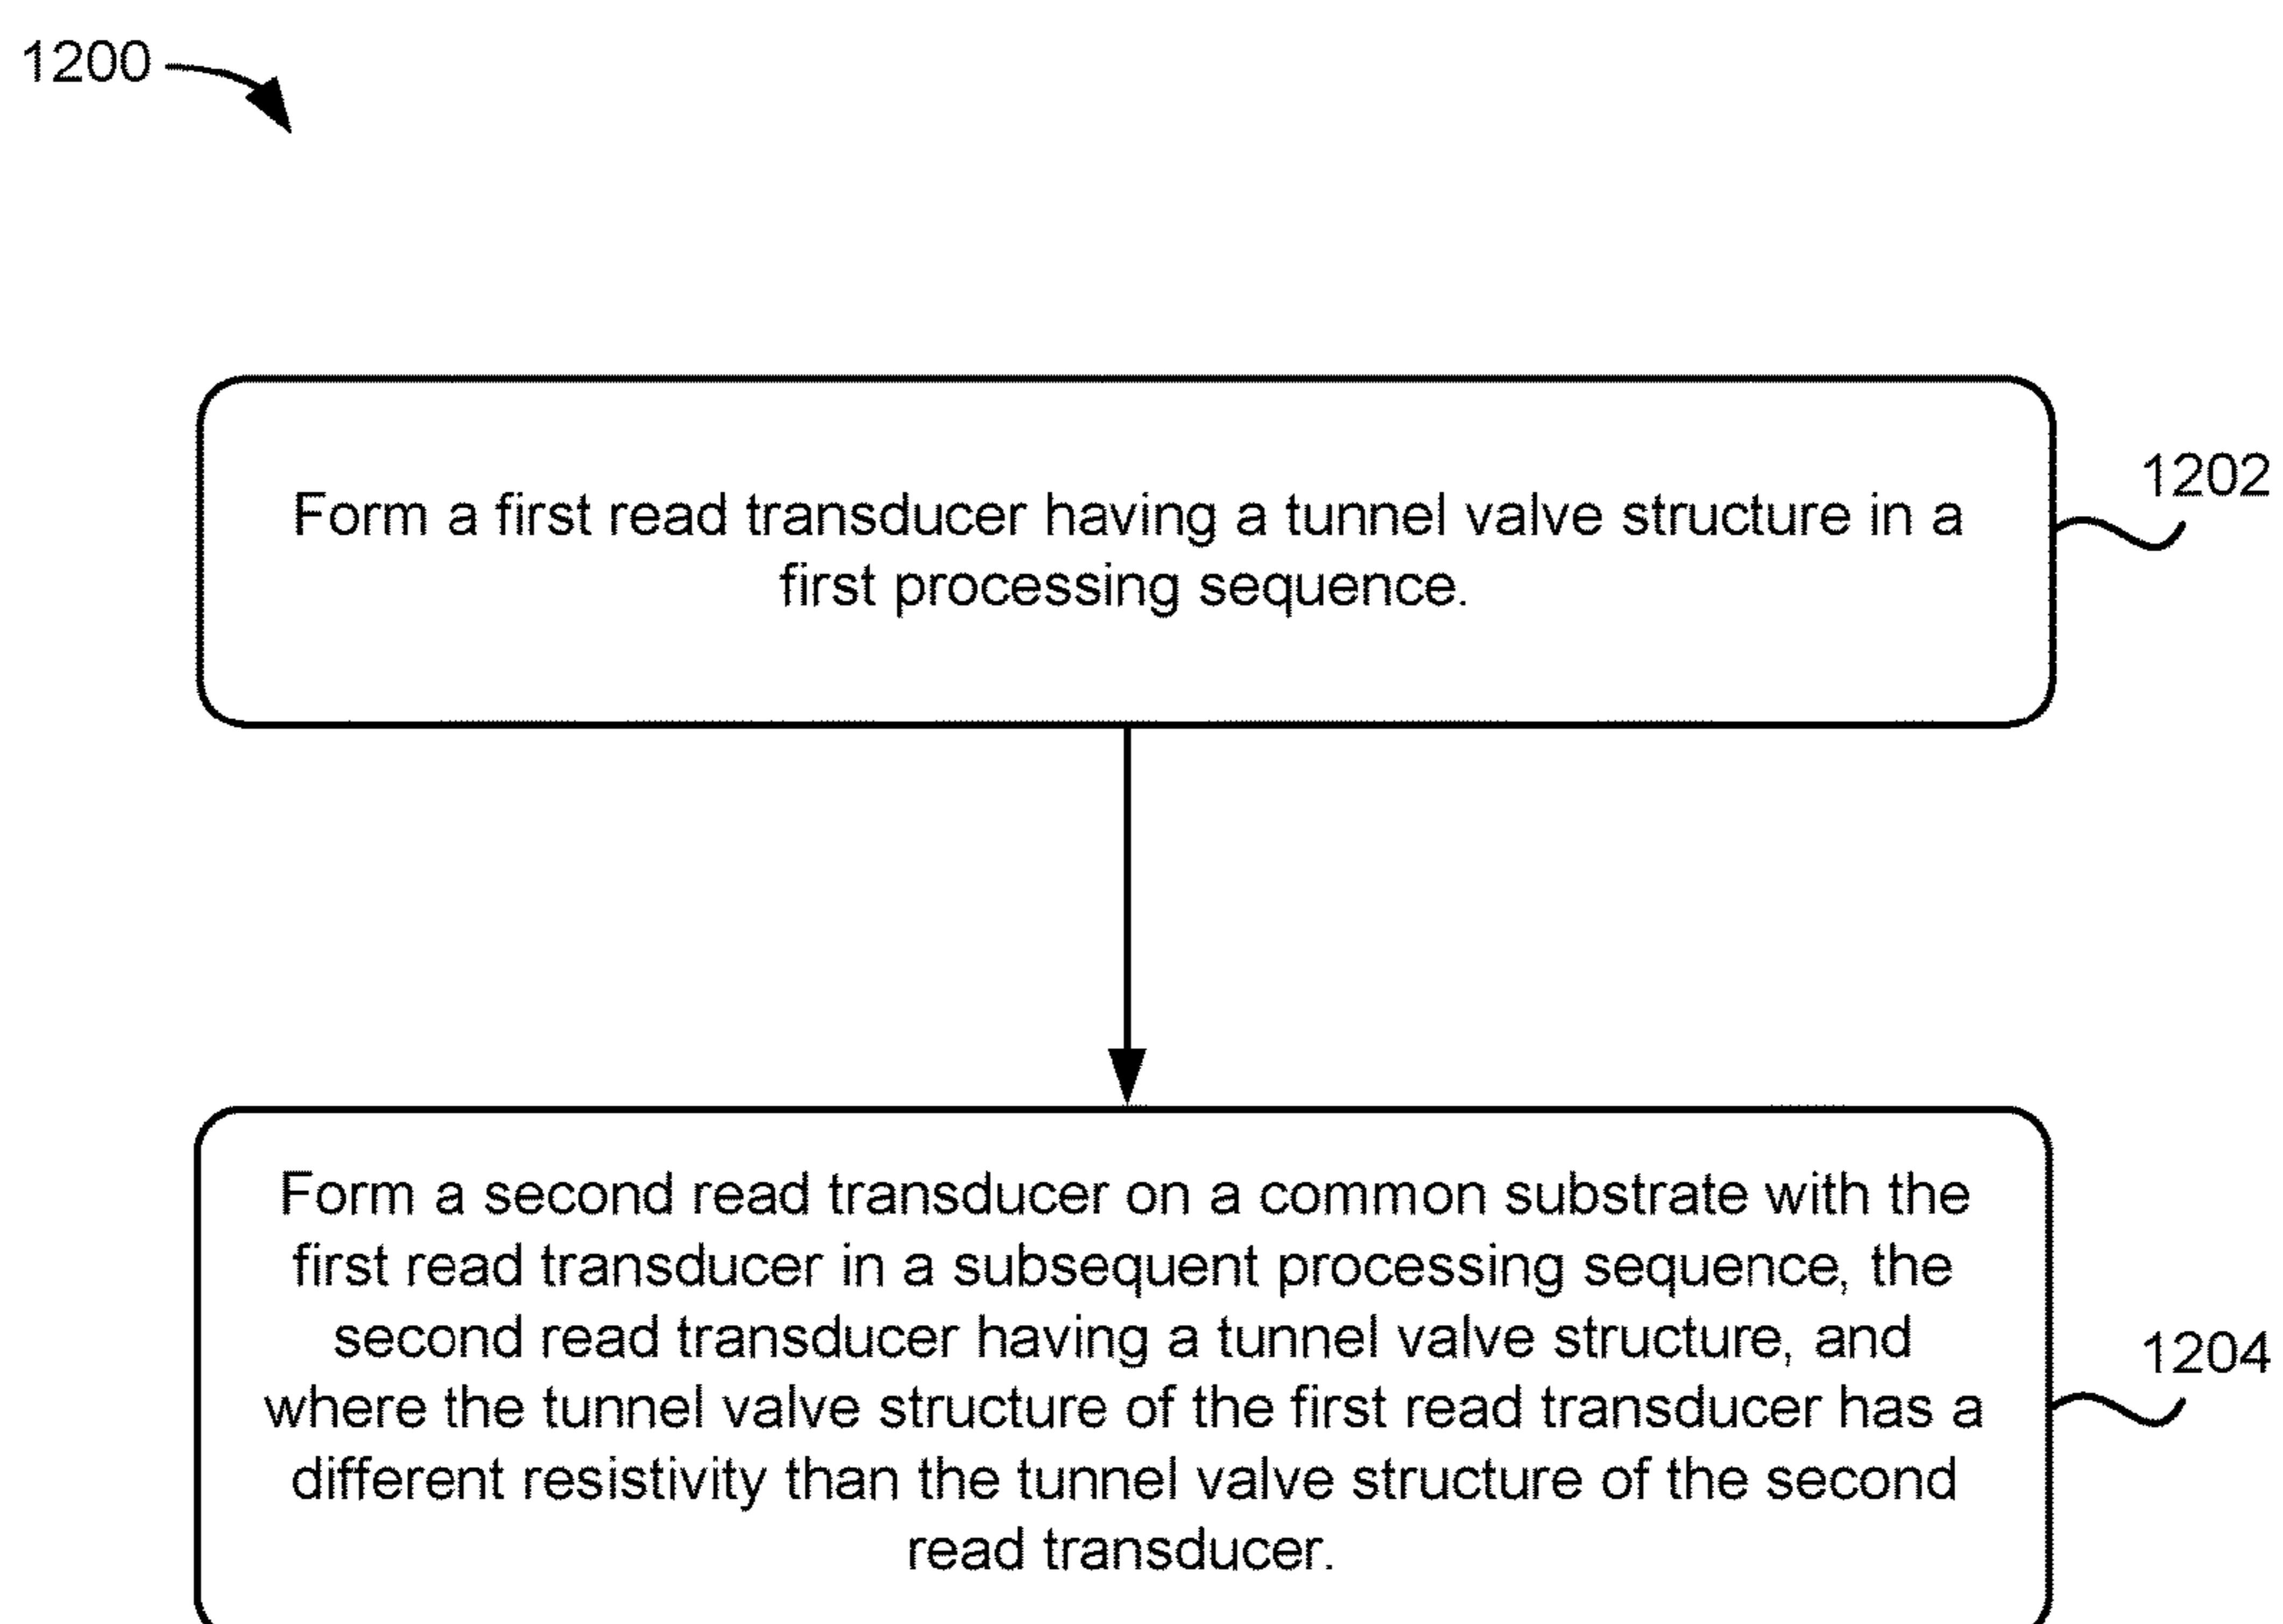 1200
Form a first read transducer having a tunnel valve structure in a
first processing sequence.
1202
Form a second read transducer on a common substrate with the
first read transducer in a subsequent processing sequence, the
second read transducer having a tunnel valve structure, and
where the tunnel valve structure of the first read transducer has a
different resistivity than the tunnel valve structure of the second
read transducer.
1204